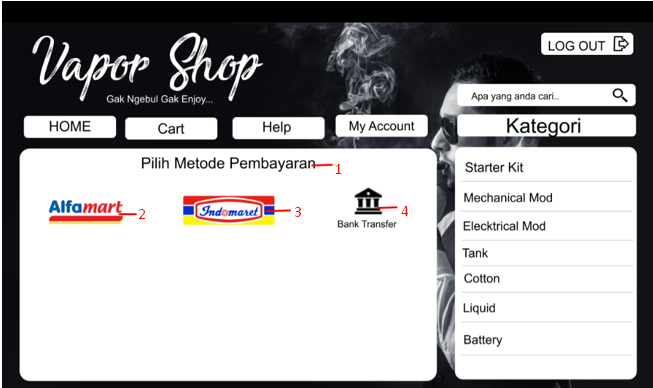 Vapor Shop
Gak Ngebul Gak Enjoy...
LOG OUT
Apa yang anda cari..
HOME
Cart
Help
My Account
Kategori
Pilih Metode Pembayaran
1
Alfamart
2
Indomaret
3
4
Bank Transfer
Starter Kit
Mechanical Mod
Elecktrical Mod
Tank
Cotton
Liquid
Battery